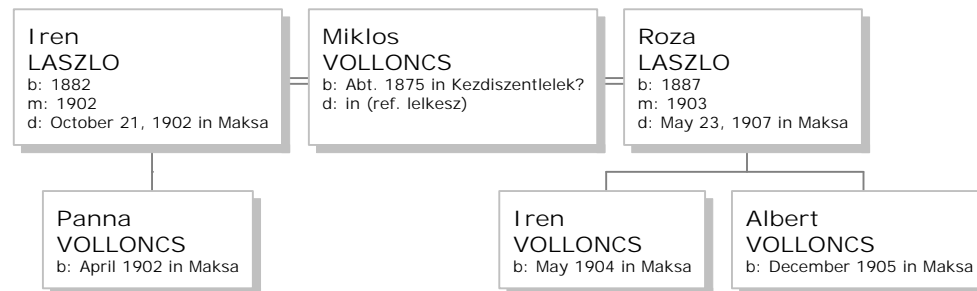 Iren
LASZLO
b: 1882
m: 1902
d: October 21, 1902 in Maksa
Miklos
VOLLONCS
b: Abt. 1875 in Kezdiszentlelek?
d: in (ref. lelkesz)
Roza
LASZLO
b: 1887
m: 1903
d: May 23, 1907 in Maksa
Panna
VOLLONCS
b: April 1902 in Maksa
Iren
VOLLONCS
b: May 1904 in Maksa
Albert
VOLLONCS
b: December 1905 in Maksa